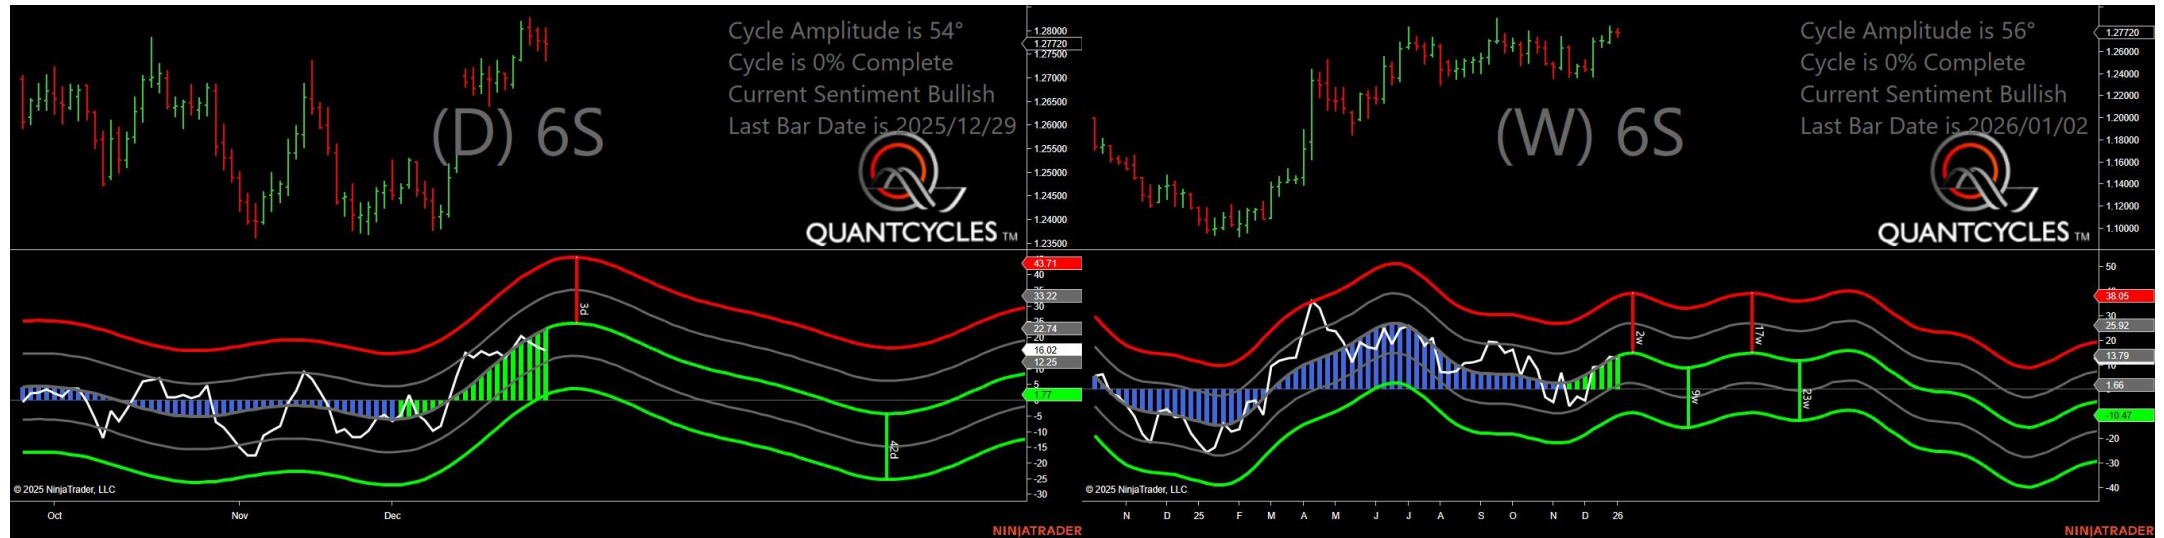 Cycle Amplitude is 54°
Cycle is 0% Complete
Current Sentiment Bullish
Last Bar Date is 2025/12/29
(D) 6S
QUANTCYCLES TM
1.28000
1.27720
1.27500
1.27000
1.26500
1.26000
1.25500
1.25000
1.24500
1.24000
1.23500
43.71
40
33.22
30
22.74
20
16.02
12.25
10
5
1.77
-5
-10
-15
-20
-25
-30
3d
42d
© 2025 NinjaTrader, LLC
Oct
Nov
Dec
NINJATRADER
Cycle Amplitude is 56°
Cycle is 0% Complete
Current Sentiment Bullish
Last Bar Date is 2026/01/02
(W) 6S
QUANTCYCLES TM
1.27720
1.26000
1.24000
1.22000
1.20000
1.18000
1.16000
1.14000
1.12000
1.10000
50
38.05
25.92
20
13.79
1.66
-10.47
-20
-30
-40
2w
9w
17w
23w
© 2025 NinjaTrader, LLC
N D 25 F M A M J J A S O N D 26
NINJATRADER